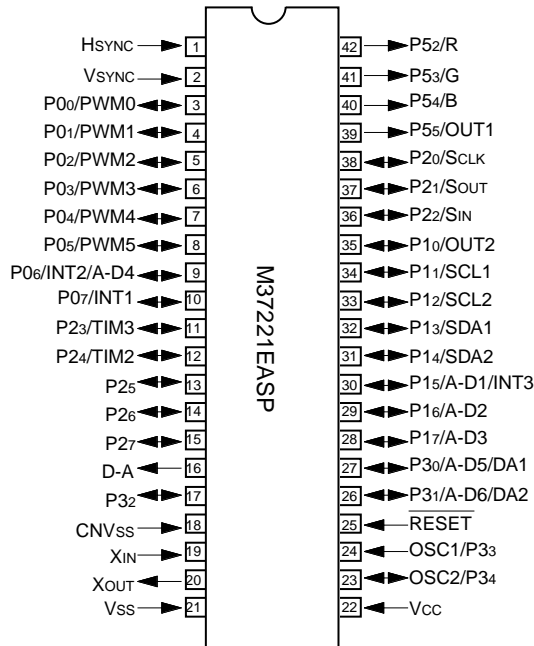 HSYNC 1 42 P52/R
VSYNC 2 41 P53/G
P00/PWM0 3 40 P54/B
P01/PWM1 4 39 P55/OUT1
P02/PWM2 5 38 P20/SCLK
P03/PWM3 6 37 P21/SOUT
P04/PWM4 7 36 P22/SIN
P05/PWM5 8 35 P10/OUT2
P06/INT2/A-D4 9 34 P11/SCL1
P07/INT1 10 33 P12/SCL2
P23/TIM3 11 32 P13/SDA1
P24/TIM2 12 31 P14/SDA2
P25 13 30 P15/A-D1/INT3
P26 14 29 P16/A-D2
P27 15 28 P17/A-D3
D-A 16 27 P30/A-D5/DA1
P32 17 26 P31/A-D6/DA2
CNVSS 18 25 RESET
XIN 19 24 OSC1/P33
XOUT 20 23 OSC2/P34
VSS 21 22 VCC
M37221EASP